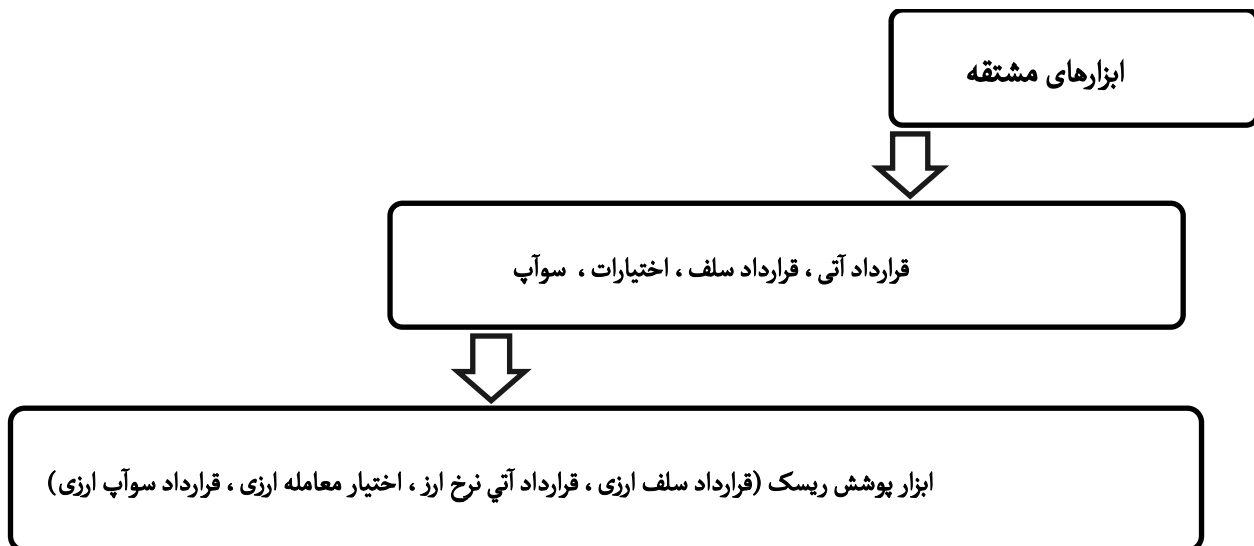 ابزارهای مشتقه
قرارداد آتی ، قرارداد سلف ، اختیارات ، سوآپ
ابزار پوشش ریسک (قرارداد سلف ارزی ، قرارداد آتي نرخ ارز ، اختیار معامله ارزی ، قرارداد سوآپ ارزی)